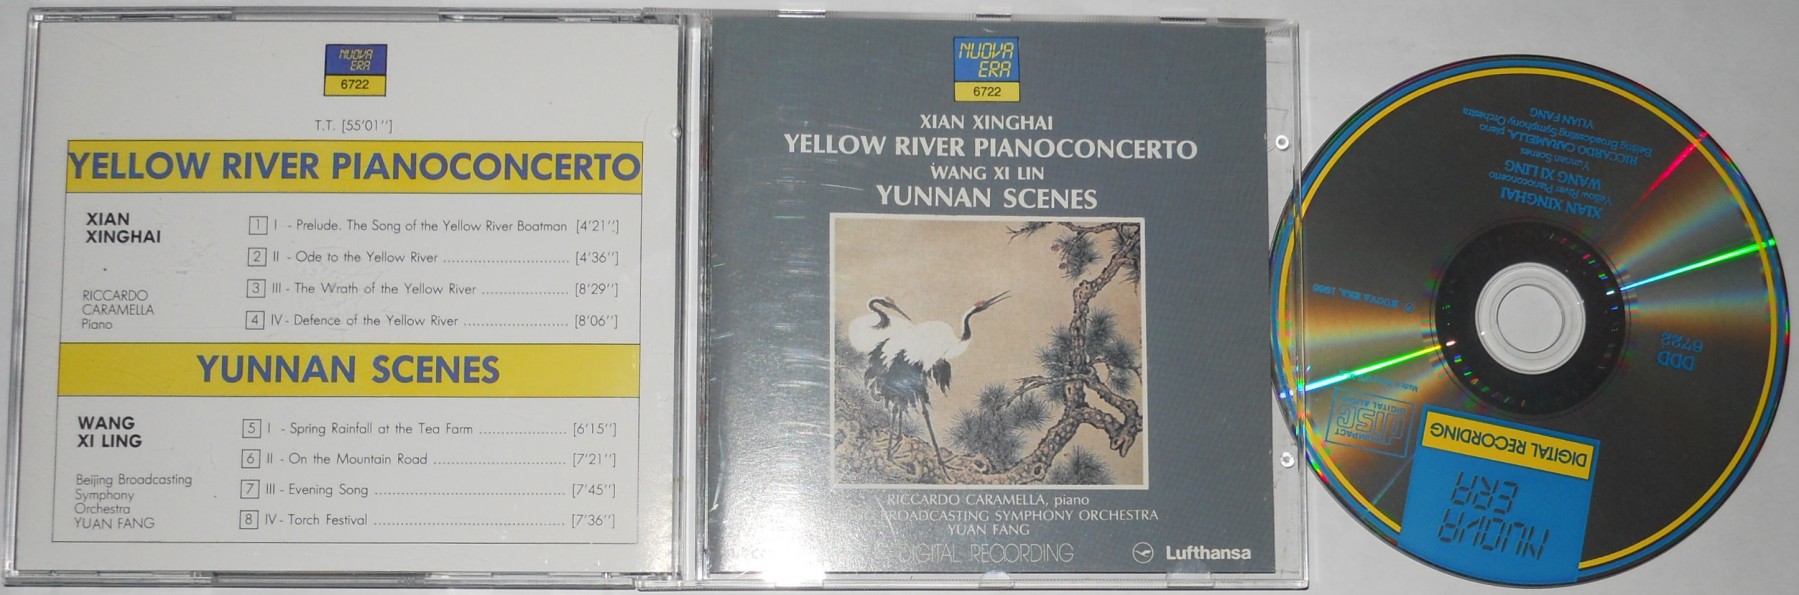 NUOVA
ERA
6722
T.T. [55'01'']
YELLOW RIVER PIANOCONCERTO
XIAN
XINGHAI
1 I - Prelude. The Song of the Yellow River Boatman [4'21'']
2 II - Ode to the Yellow River [4'36'']
3 III - The Wrath of the Yellow River [8'29'']
4 IV - Defence of the Yellow River [8'06'']
RICCARDO
CARAMELLA
Piano
YUNNAN SCENES
WANG
XI LING
5 I - Spring Rainfall at the Tea Farm [6'15'']
6 II - On the Mountain Road [7'21'']
7 III - Evening Song [7'45'']
8 IV - Torch Festival [7'36'']
Beijing Broadcasting
Symphony
Orchestra
YUAN FANG
NUOVA
ERA
6722
XIAN XINGHAI
YELLOW RIVER PIANOCONCERTO
WANG XI LIN
YUNNAN SCENES
RICCARDO CARAMELLA, piano
BROADCASTING SYMPHONY ORCHESTRA
YUAN FANG
DIGITAL RECORDING
Lufthansa
NUOVA
ERA
DIGITAL RECORDING
COMPACT
disc
DIGITAL AUDIO
DDD
6722
XIAN XINGHAI
Yellow River Pianoconcerto
WANG XI LING
Yunnan Scenes
RICCARDO CARAMELLA, piano
Beijing Broadcasting Symphony Orchestra
YUAN FANG